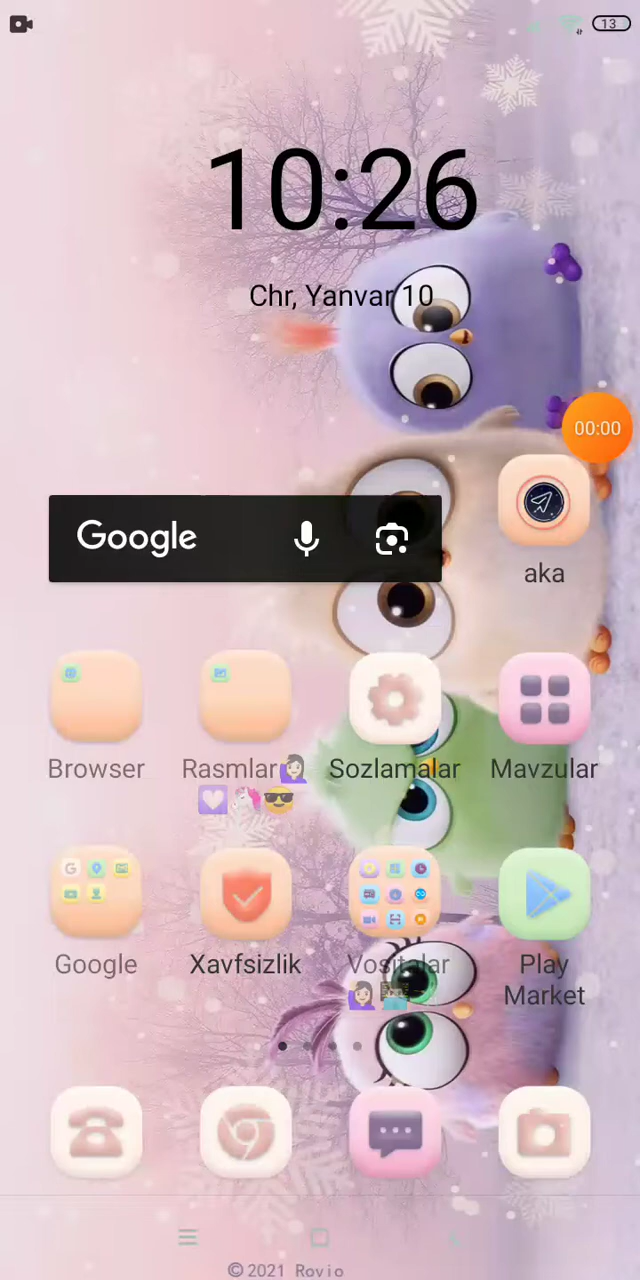 13
10:26
Chr, Yanvar 10
00:00
Google
aka
Browser
Rasmlar🙋🏻‍♀️
💟🦄😎
Sozlamalar
Mavzular
Google
Xavfsizlik
Vositalar
🙋🏻‍♀️👩🏻‍💻
Play
Market
©2021 Rovio